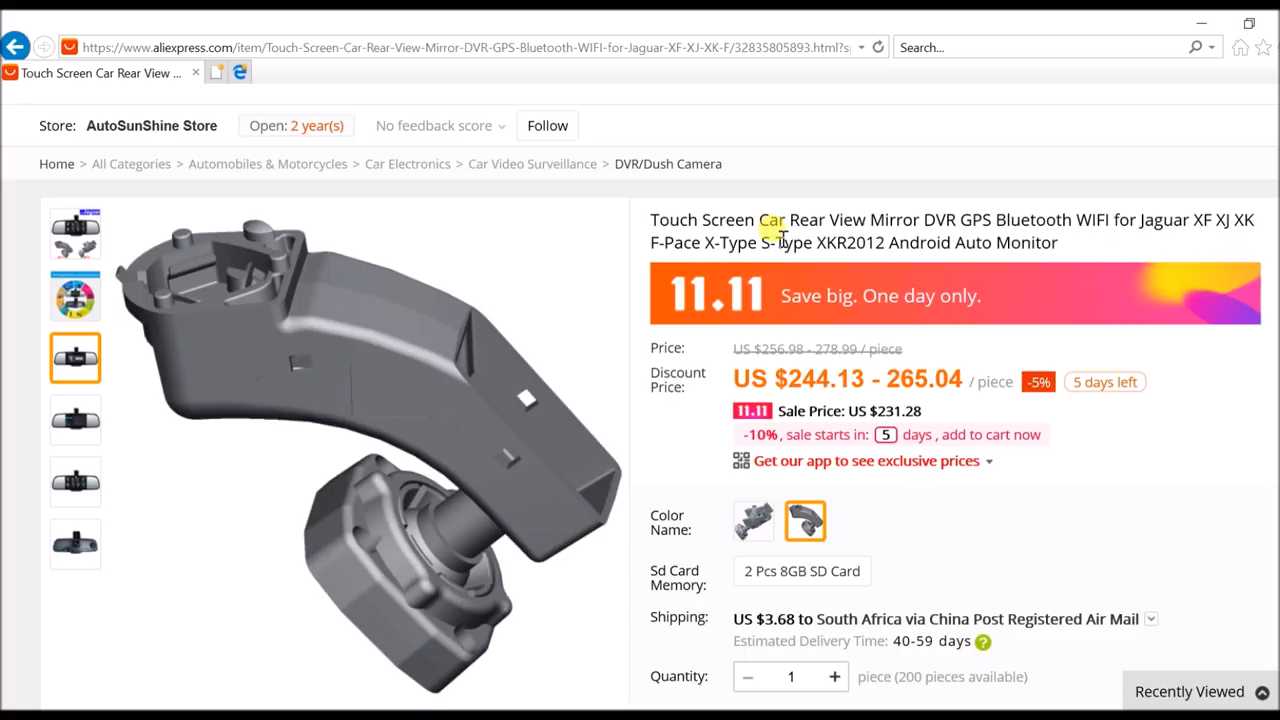 https://www.aliexpress.com/item/Touch-Screen-Car-Rear-View-Mirror-DVR-GPS-Bluetooth-WIFI-for-Jaguar-XF-XJ-XK-F/32835805893.html?s
Search...
Touch Screen Car Rear View ...
Store: AutoSunShine Store
Open: 2 year(s)
No feedback score
Follow
Home > All Categories > Automobiles & Motorcycles > Car Electronics > Car Video Surveillance > DVR/Dush Camera
Touch Screen Car Rear View Mirror DVR GPS Bluetooth WIFI for Jaguar XF XJ XK
F-Pace X-Type S-Type XKR2012 Android Auto Monitor
11.11 Save big. One day only.
Price: US $256.98 - 278.99 / piece
Discount Price: US $244.13 - 265.04 / piece -5% 5 days left
11.11 Sale Price: US $231.28
-10%, sale starts in: 5 days , add to cart now
Get our app to see exclusive prices
Color Name:
Sd Card Memory: 2 Pcs 8GB SD Card
Shipping: US $3.68 to South Africa via China Post Registered Air Mail
Estimated Delivery Time: 40-59 days ?
Quantity: − 1 + piece (200 pieces available)
Recently Viewed